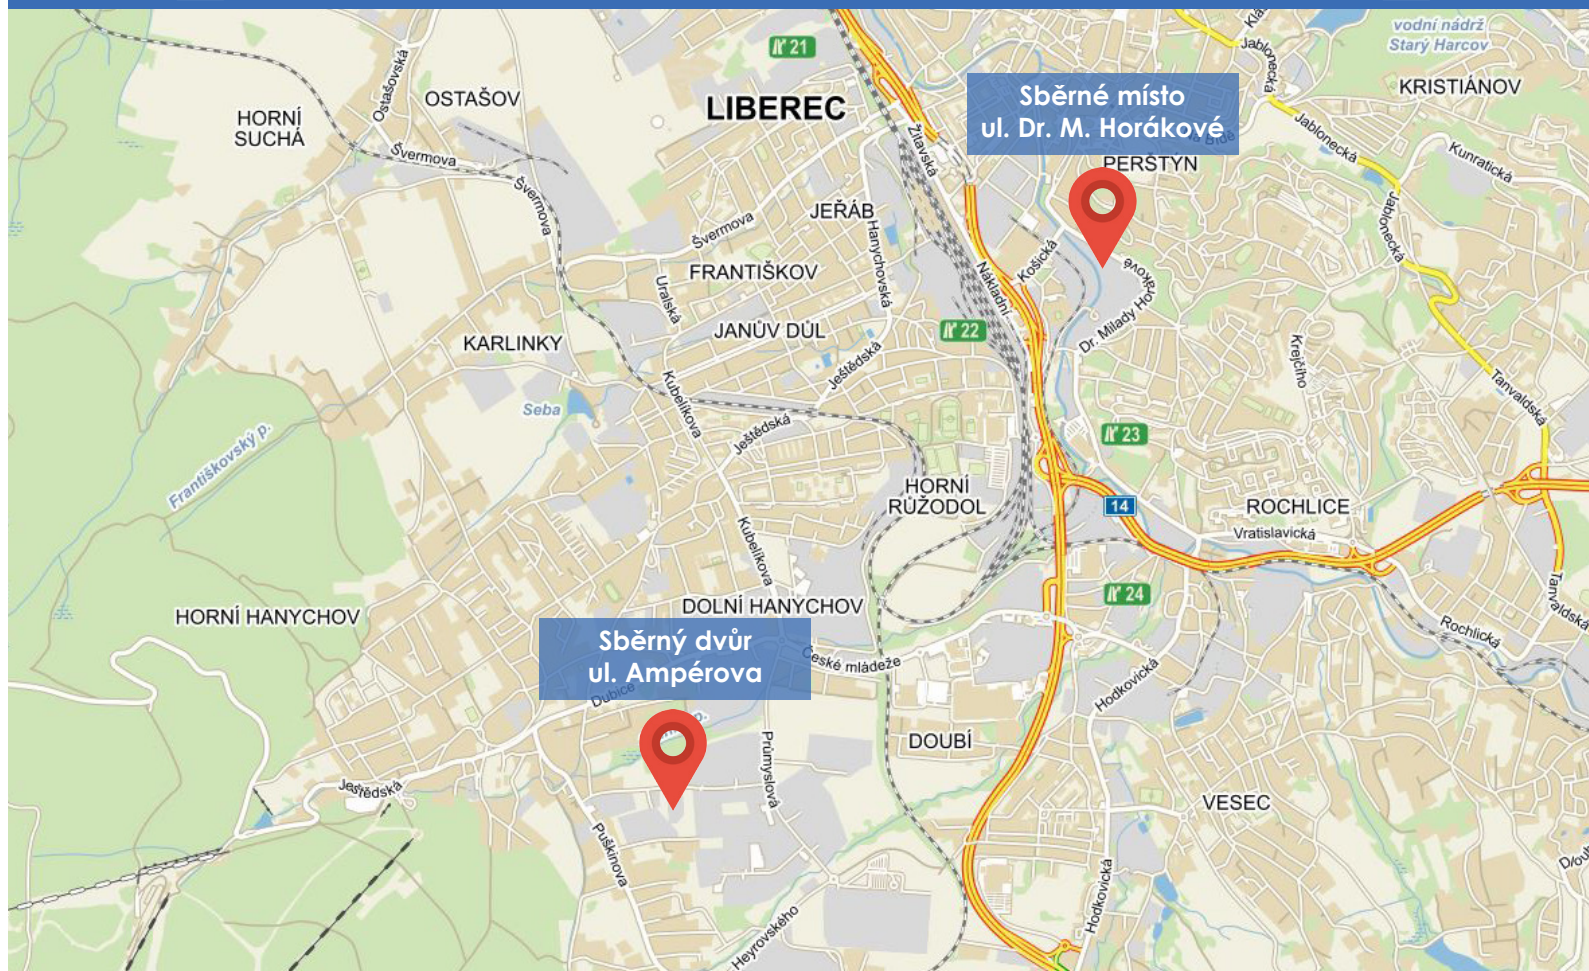 vodní nádrž
Starý Harcov
21
Jablonecká
KRISTIÁNOV
Ostašovská
OSTAŠOV
LIBEREC
Sběrné místo
ul. Dr. M. Horákové
HORNÍ
SUCHÁ
Žitavská
Jablonecká
Kunratická
Švermova
PERŠTÝN
Švermova
JEŘÁB
Švermova
Hanychovská
Jablonecká
Košická
FRANTIŠKOV
Uralská
Nákladní
Dr. Milady Horákové
JANŮV DŮL
22
KARLINKY
Ještědská
Krejčího
Kubelíkova
Tanvaldská
Seba
Ještědská
23
Františkovský p.
HORNÍ
RŮŽODOL
14
ROCHLICE
Vratislavická
Kubelíkova
24
Tanvaldská
HORNÍ HANYCHOV
DOLNÍ HANYCHOV
Rochlická
Sběrný dvůr
ul. Ampérova
České mládeže
Hodkovická
Dubice
DOUBÍ
Průmyslová
Ještědská
VESEC
Puškinova
Hodkovická
Heyrovského